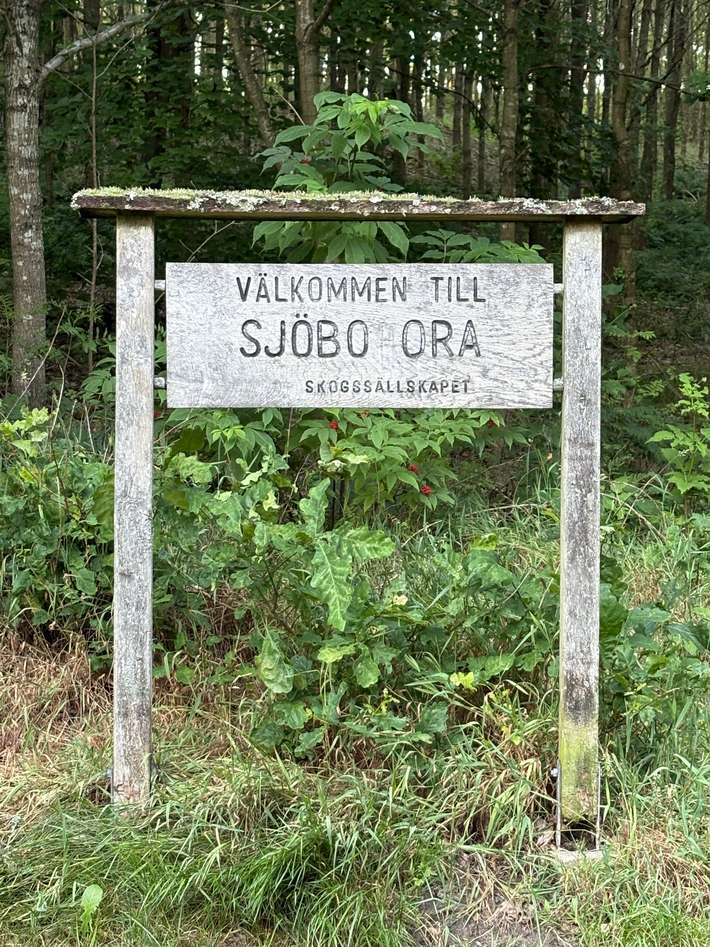 VÄLKOMMEN TILL
SJÖBO ORA
SKOGSSÄLLSKAPET